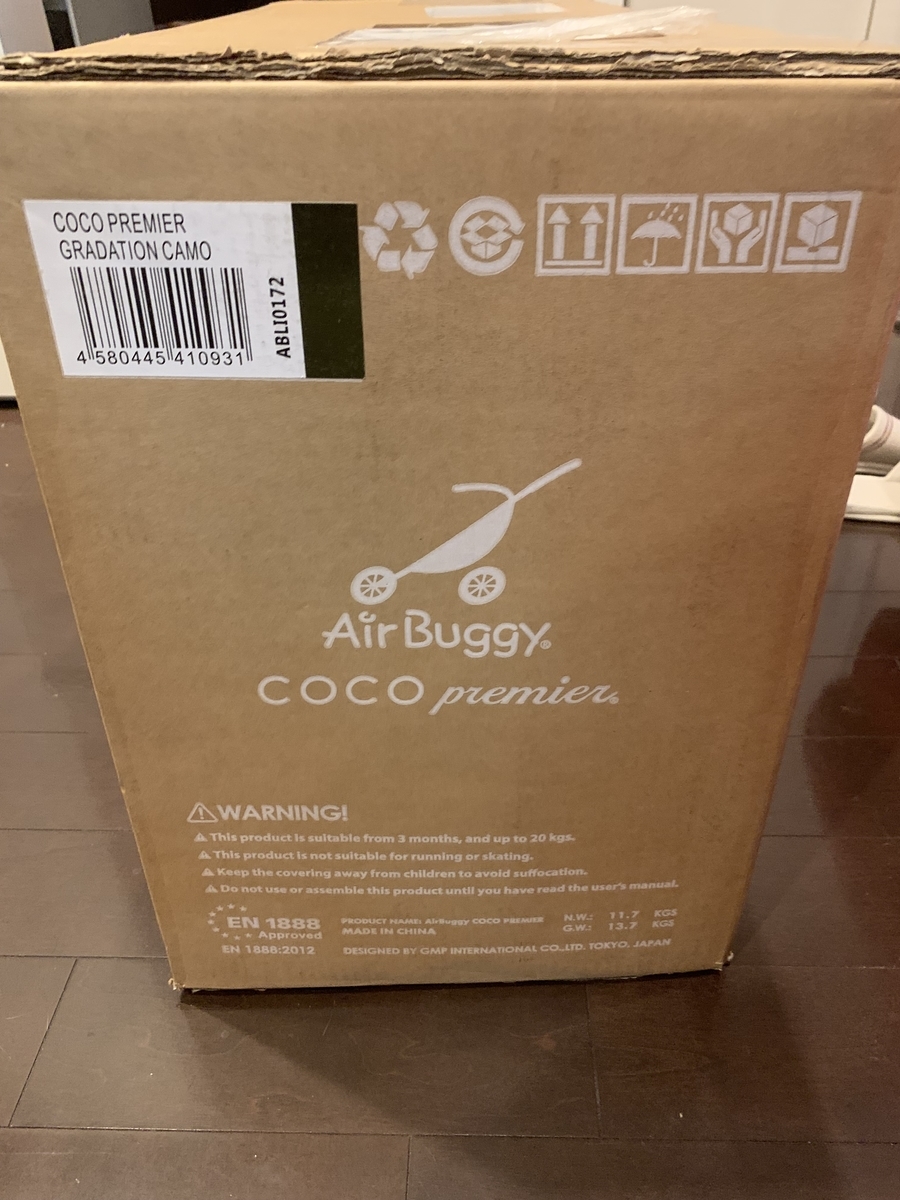 COCO PREMIER
GRADATION CAMO
4 580445 410931
ABLI0172
AirBuggy®
COCO premier®
WARNING!
This product is suitable from 3 months, and up to 20 kgs.
This product is not suitable for running or skating.
Keep the covering away from children to avoid suffocation.
Do not use or assemble this product until you have read the user's manual.
EN 1888
Approved
EN 1888:2012
PRODUCT NAME: AirBuggy COCO PREMIER
MADE IN CHINA
N.W.: 11.7 KGS
G.W.: 13.7 KGS
DESIGNED BY GMP INTERNATIONAL CO.,LTD. TOKYO, JAPAN